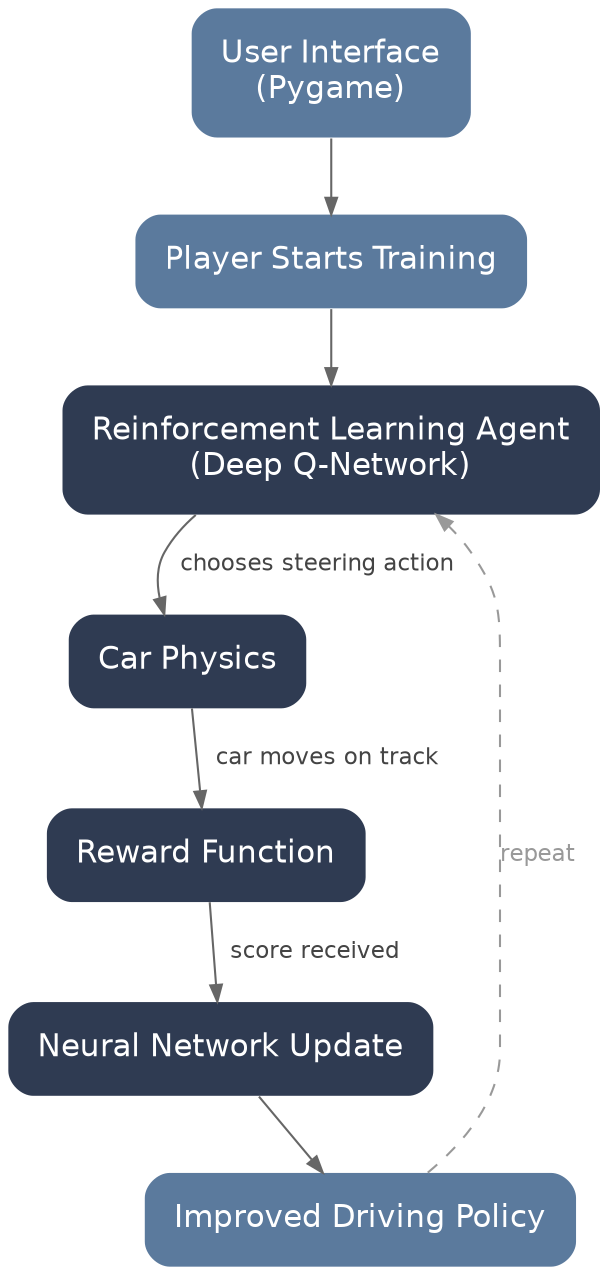 User Interface
(Pygame)
Player Starts Training
Reinforcement Learning Agent
(Deep Q-Network)
chooses steering action
Car Physics
car moves on track
Reward Function
repeat
score received
Neural Network Update
Improved Driving Policy